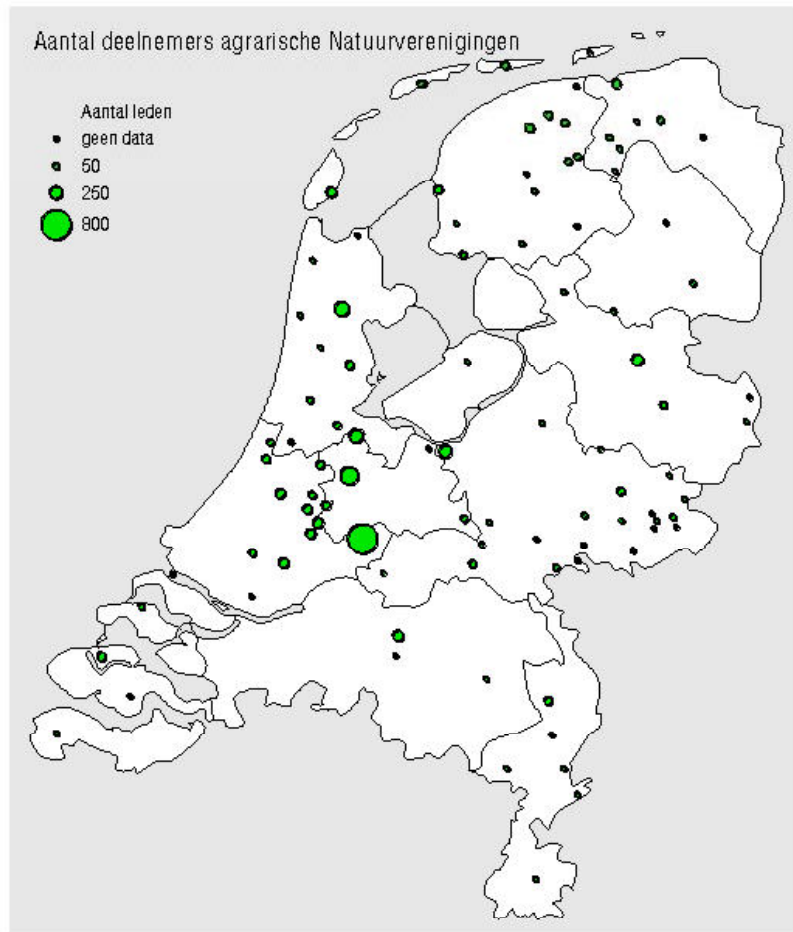 Aantal deelnemers agrarische Natuurverenigingen
Aantal leden
geen data
50
250
800